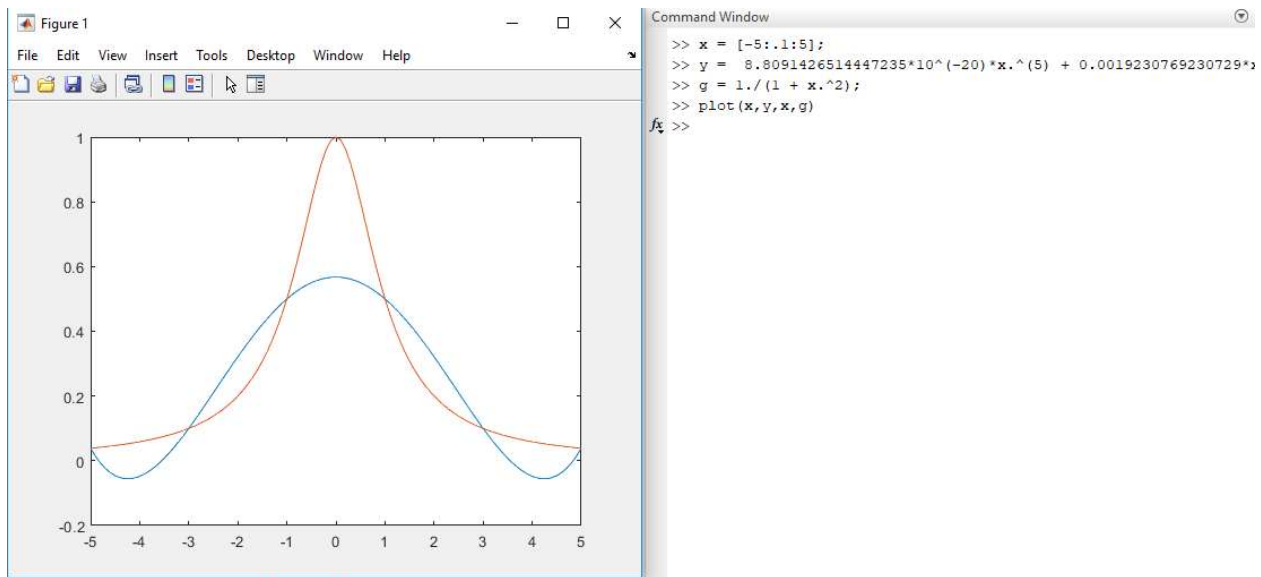 Figure 1
File Edit View Insert Tools Desktop Window Help
1
0.8
0.6
0.4
0.2
0
-0.2
-5 -4 -3 -2 -1 0 1 2 3 4 5
Command Window
>> x = [-5:.1:5];
>> y = 8.8091426514447235*10^(-20)*x.^(5) + 0.0019230769230729*x
>> g = 1./(1 + x.^2);
>> plot(x,y,x,g)
fx >>